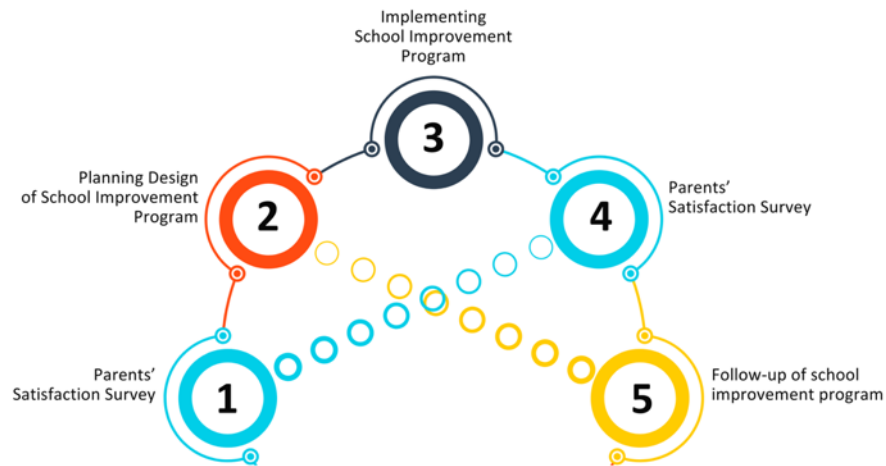 Implementing
School Improvement
Program
3
Planning Design
of School Improvement
Program
2
Parents’
Satisfaction Survey
4
Parents’
Satisfaction Survey
1
Follow-up of school
improvement program
5